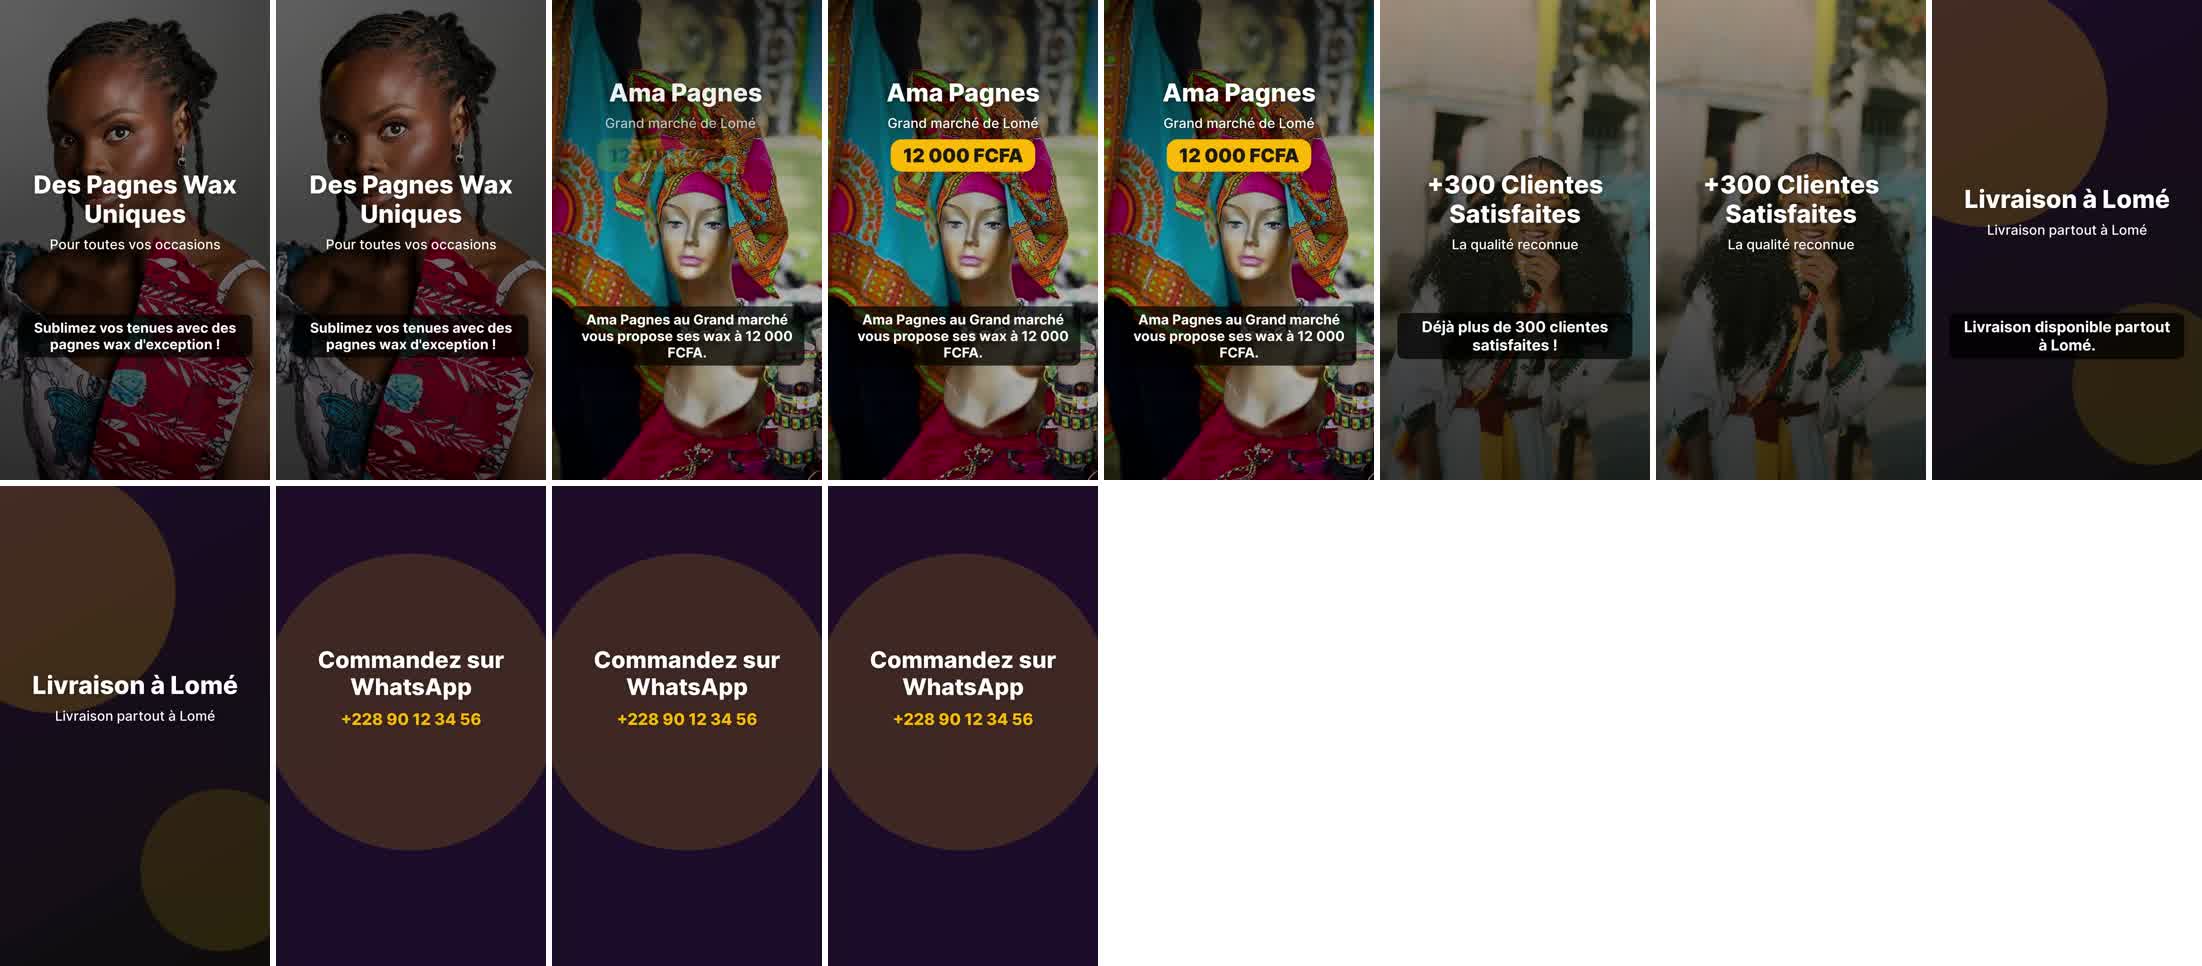 Des Pagnes Wax
Uniques
Pour toutes vos occasions
Sublimez vos tenues avec des
pagnes wax d'exception !
Des Pagnes Wax
Uniques
Pour toutes vos occasions
Sublimez vos tenues avec des
pagnes wax d'exception !
Ama Pagnes
Grand marché de Lomé
Ama Pagnes au Grand marché
vous propose ses wax à 12 000
FCFA.
Ama Pagnes
Grand marché de Lomé
12 000 FCFA
Ama Pagnes au Grand marché
vous propose ses wax à 12 000
FCFA.
Ama Pagnes
Grand marché de Lomé
12 000 FCFA
Ama Pagnes au Grand marché
vous propose ses wax à 12 000
FCFA.
+300 Clientes
Satisfaites
La qualité reconnue
Déjà plus de 300 clientes
satisfaites !
+300 Clientes
Satisfaites
La qualité reconnue
Livraison à Lomé
Livraison partout à Lomé
Livraison disponible partout
à Lomé.
Livraison à Lomé
Livraison partout à Lomé
Commandez sur
WhatsApp
+228 90 12 34 56
Commandez sur
WhatsApp
+228 90 12 34 56
Commandez sur
WhatsApp
+228 90 12 34 56